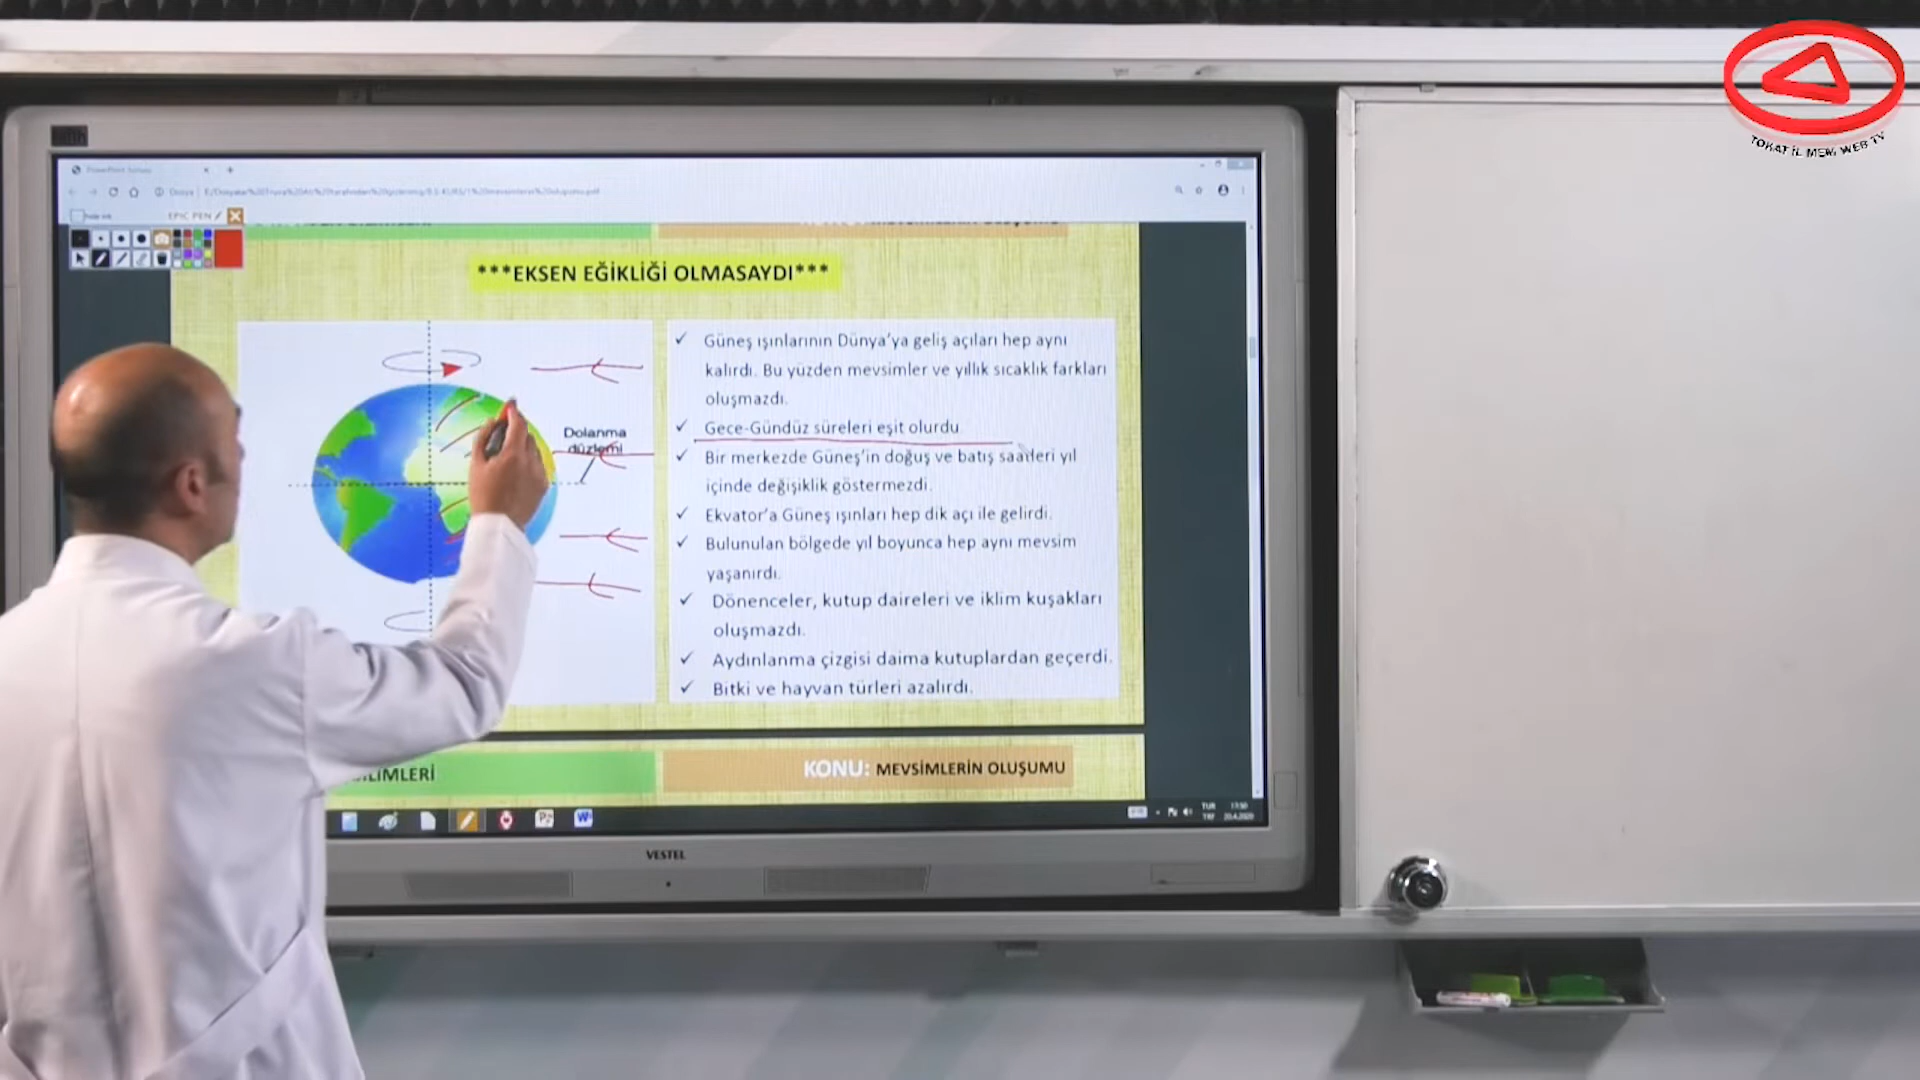 TOKAT İL MEM WEB TV
EPIC PEN
***EKSEN EĞİKLİĞİ OLMASAYDI***
Dolanma
düzlemi
✓ Güneş ışınlarının Dünya'ya geliş açıları hep aynı
kalırdı. Bu yüzden mevsimler ve yıllık sıcaklık farkları
oluşmazdı.
✓ Gece-Gündüz süreleri eşit olurdu
✓ Bir merkezde Güneş'in doğuş ve batış saatleri yıl
içinde değişiklik göstermezdi.
✓ Ekvator'a Güneş ışınları hep dik açı ile gelirdi.
✓ Bulunulan bölgede yıl boyunca hep aynı mevsim
yaşanırdı.
✓ Dönenceler, kutup daireleri ve iklim kuşakları
oluşmazdı.
✓ Aydınlanma çizgisi daima kutuplardan geçerdi.
✓ Bitki ve hayvan türleri azalırdı.
İLİMLERİ
KONU: MEVSİMLERİN OLUŞUMU
VESTEL